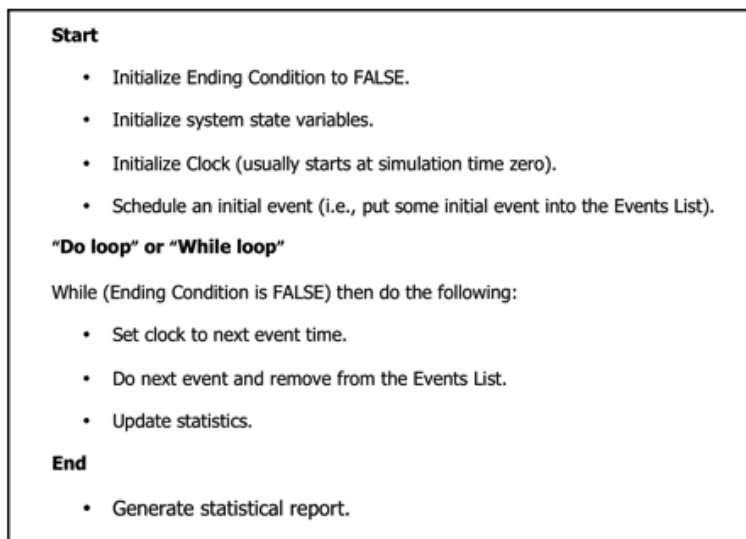 Start
• Initialize Ending Condition to FALSE.
• Initialize system state variables.
• Initialize Clock (usually starts at simulation time zero).
• Schedule an initial event (i.e., put some initial event into the Events List).
“Do loop” or “While loop”
While (Ending Condition is FALSE) then do the following:
• Set clock to next event time.
• Do next event and remove from the Events List.
• Update statistics.
End
• Generate statistical report.